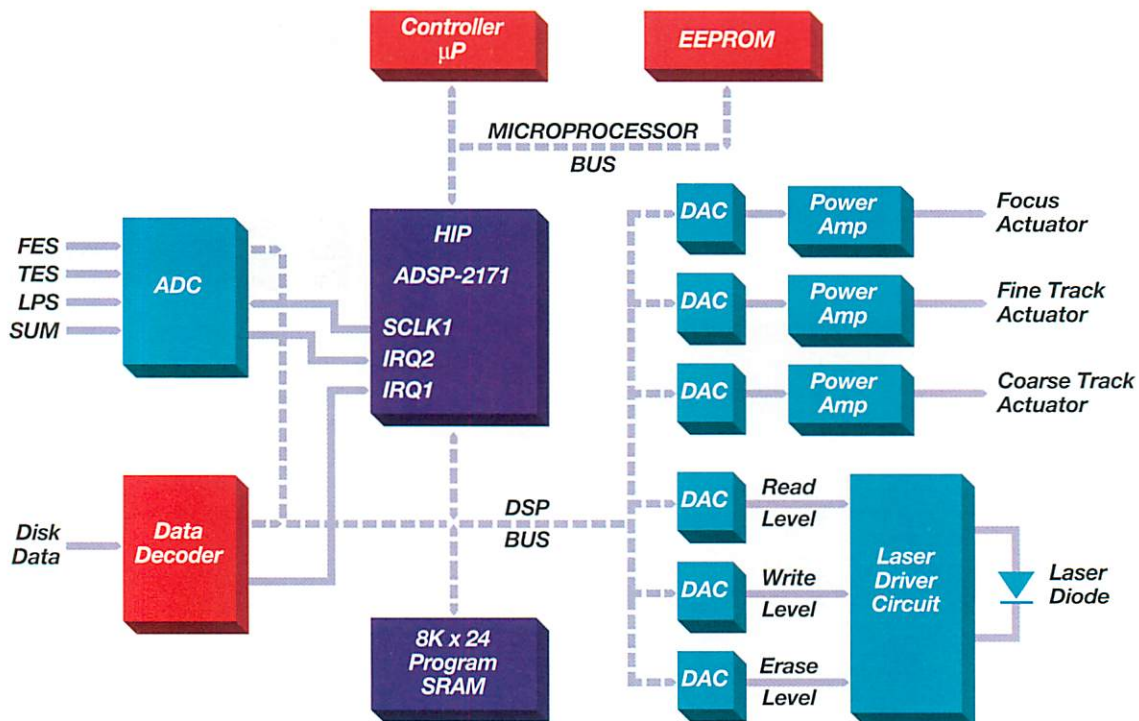 Controller
µP
EEPROM
MICROPROCESSOR
BUS
HIP
ADSP-2171
SCLK1
IRQ2
IRQ1
FES
TES
LPS
SUM
ADC
Disk
Data
Data
Decoder
DSP
BUS
8K x 24
Program
SRAM
DAC
Power
Amp
Focus
Actuator
DAC
Power
Amp
Fine Track
Actuator
DAC
Power
Amp
Coarse Track
Actuator
DAC
Read
Level
DAC
Write
Level
DAC
Erase
Level
Laser
Driver
Circuit
Laser
Diode